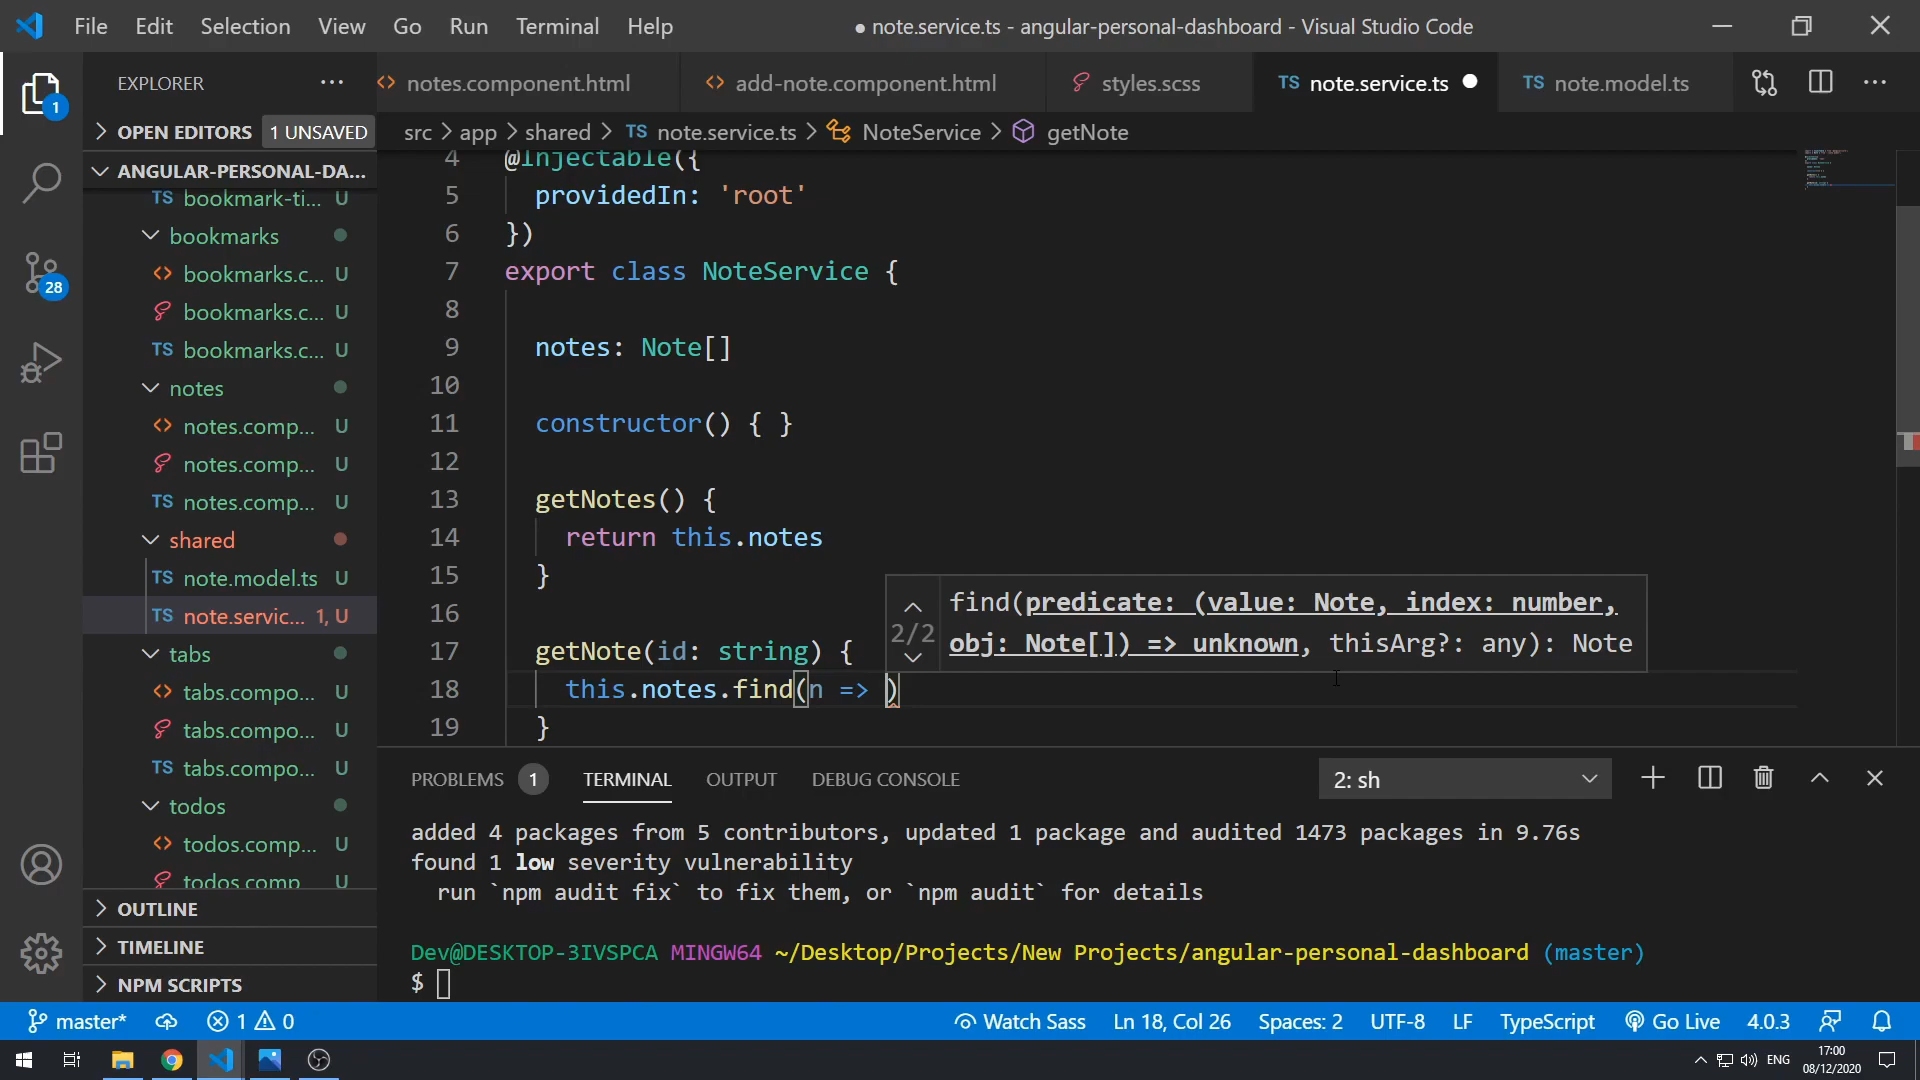 File Edit Selection View Go Run Terminal Help
● note.service.ts - angular-personal-dashboard - Visual Studio Code
EXPLORER ···
notes.component.html
add-note.component.html
styles.scss
TS note.service.ts
TS note.model.ts
1
OPEN EDITORS 1 UNSAVED
src > app > shared > TS note.service.ts > NoteService > getNote
ANGULAR-PERSONAL-DA...
TS bookmark-ti... U
bookmarks
bookmarks.c... U
bookmarks.c... U
TS bookmarks.c... U
notes
notes.comp... U
notes.comp... U
TS notes.comp... U
shared
TS note.model.ts U
TS note.servic... 1, U
tabs
tabs.compo... U
tabs.compo... U
TS tabs.compo... U
todos
todos.comp... U
todos.comp U
OUTLINE
TIMELINE
NPM SCRIPTS
28
4 @Injectable({
5 providedIn: 'root'
6 })
7 export class NoteService {
8
9 notes: Note[]
10
11 constructor() { }
12
13 getNotes() {
14 return this.notes
15 }
16
17 getNote(id: string) {
18 this.notes.find(n => )
19 }
2/2
find(predicate: (value: Note, index: number,
obj: Note[]) => unknown, thisArg?: any): Note
PROBLEMS 1 TERMINAL OUTPUT DEBUG CONSOLE
2: sh
added 4 packages from 5 contributors, updated 1 package and audited 1473 packages in 9.76s
found 1 low severity vulnerability
run `npm audit fix` to fix them, or `npm audit` for details
Dev@DESKTOP-3IVSPCA MINGW64 ~/Desktop/Projects/New Projects/angular-personal-dashboard (master)
$
master* 1 0
Watch Sass Ln 18, Col 26 Spaces: 2 UTF-8 LF TypeScript Go Live 4.0.3
ENG
17:00
08/12/2020